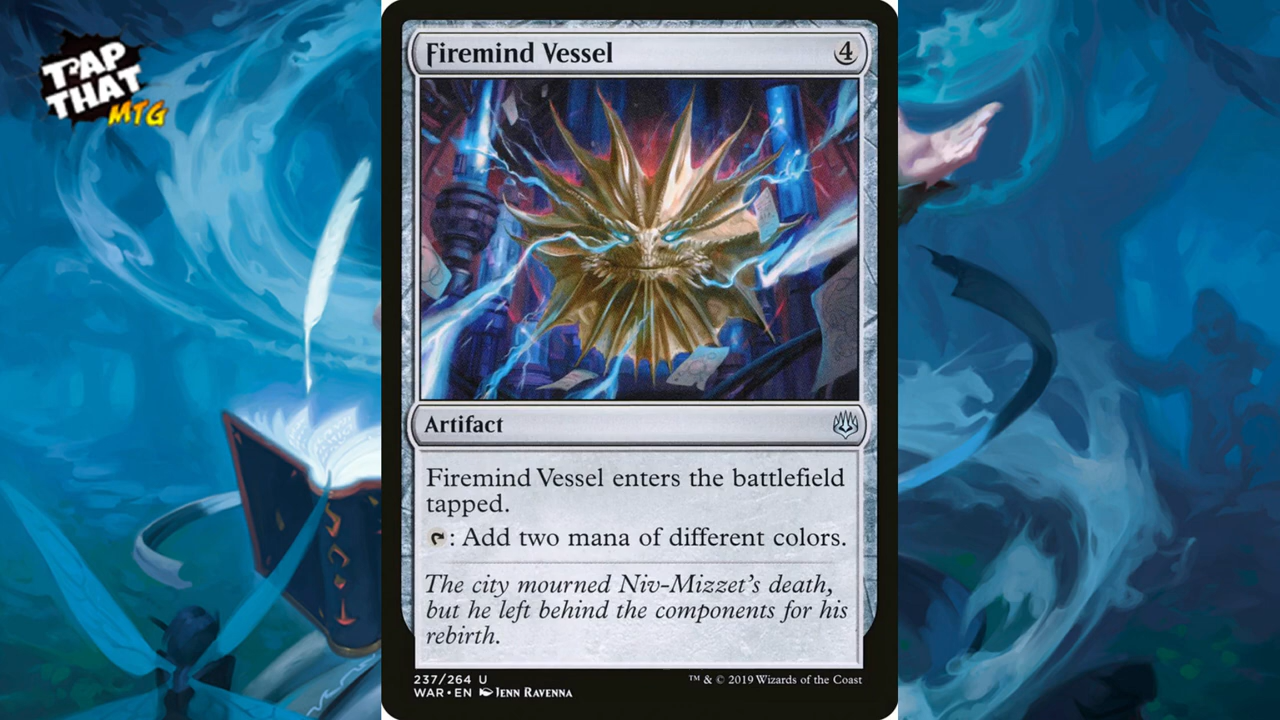 TAP
THAT
MTG
Firemind Vessel 4
Artifact
Firemind Vessel enters the battlefield
tapped.
: Add two mana of different colors.
The city mourned Niv-Mizzet's death,
but he left behind the components for his
rebirth.
237/264 U
WAR • EN Jenn Ravenna
™ & © 2019 Wizards of the Coast